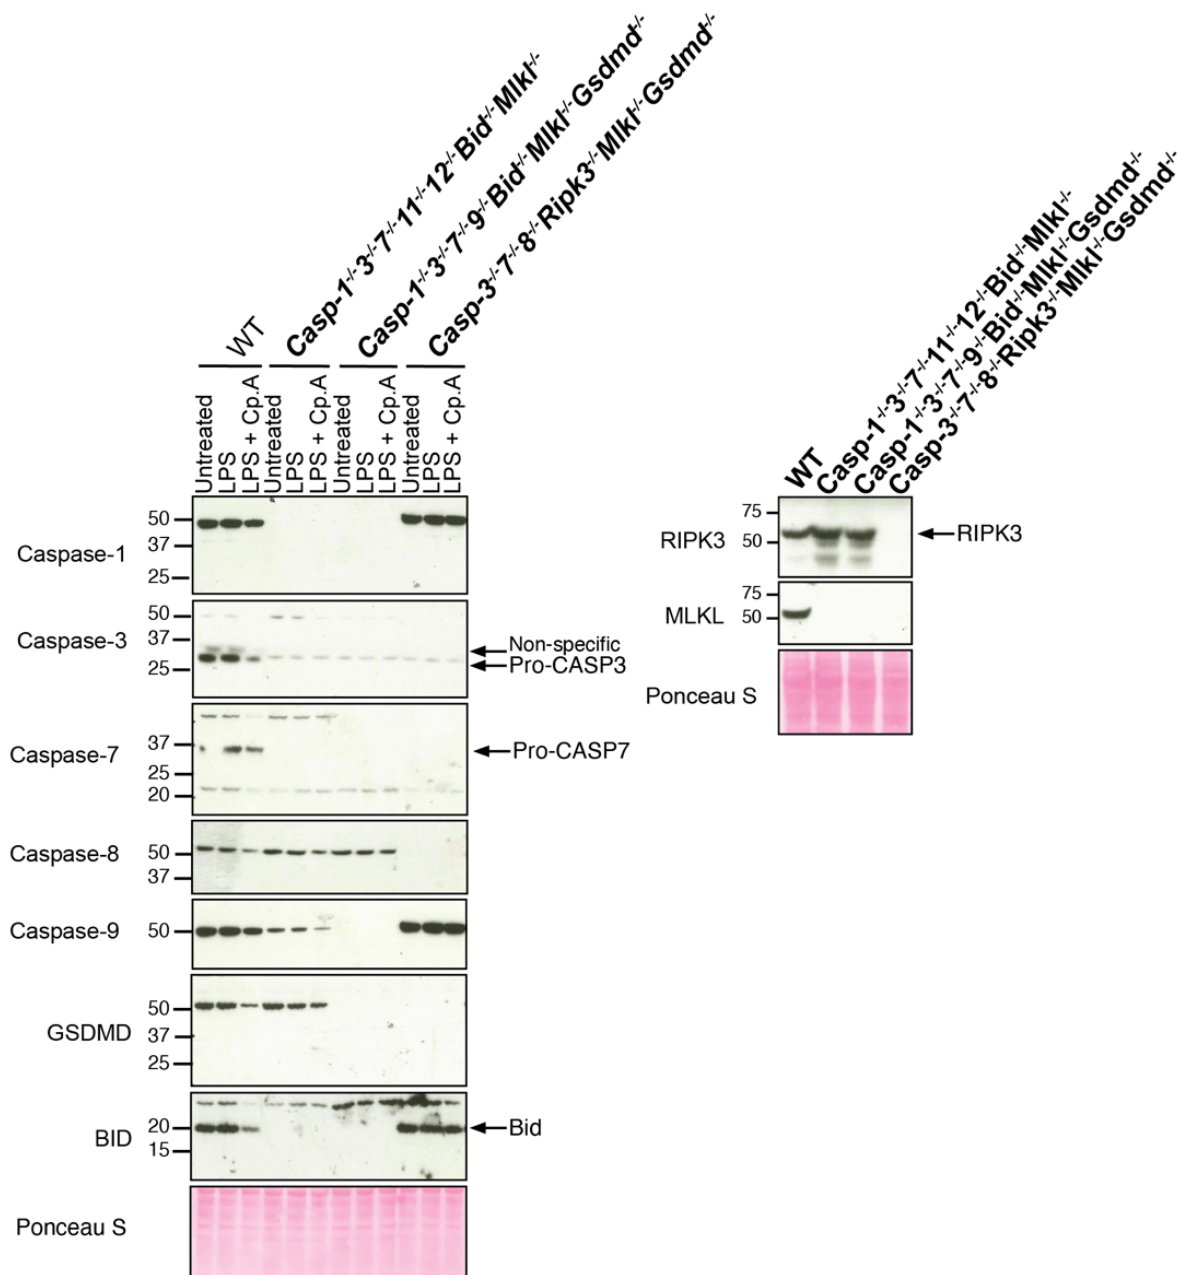 WT
Casp-1-/-3-/-7-/-11-/-12-/-Bid-/-Mlkl-/-
Casp-1-/-3-/-7-/-9-/-Bid-/-Mlkl-/-Gsdmd-/-
Casp-3-/-7-/-8-/-Ripk3-/-Mlkl-/-Gsdmd-/-
Untreated
LPS
LPS + Cp.A
Untreated
LPS
LPS + Cp.A
Untreated
LPS
LPS + Cp.A
Untreated
LPS
LPS + Cp.A
Caspase-1
50
37
25
Caspase-3
50
37
25
Non-specific
Pro-CASP3
Caspase-7
37
25
20
Pro-CASP7
Caspase-8
50
37
Caspase-9
50
GSDMD
50
37
25
BID
20
15
Bid
Ponceau S
WT
Casp-1-/-3-/-7-/-11-/-12-/-Bid-/-Mlkl-/-
Casp-1-/-3-/-7-/-9-/-Bid-/-Mlkl-/-Gsdmd-/-
Casp-3-/-7-/-8-/-Ripk3-/-Mlkl-/-Gsdmd-/-
RIPK3
75
50
RIPK3
MLKL
75
50
Ponceau S